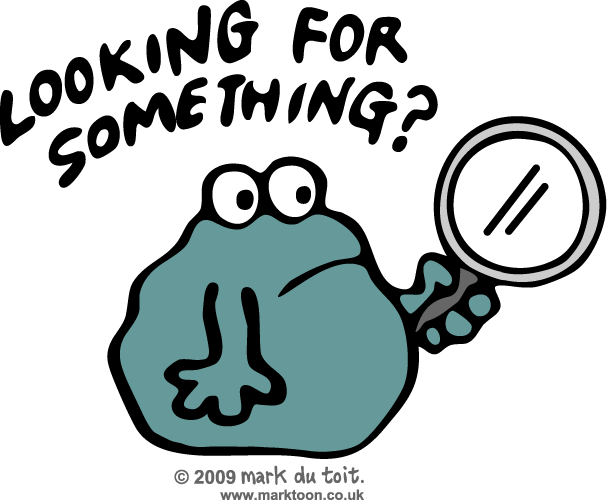 LOOKING FOR
SOMETHING?
© 2009 mark du toit.
www.marktoon.co.uk